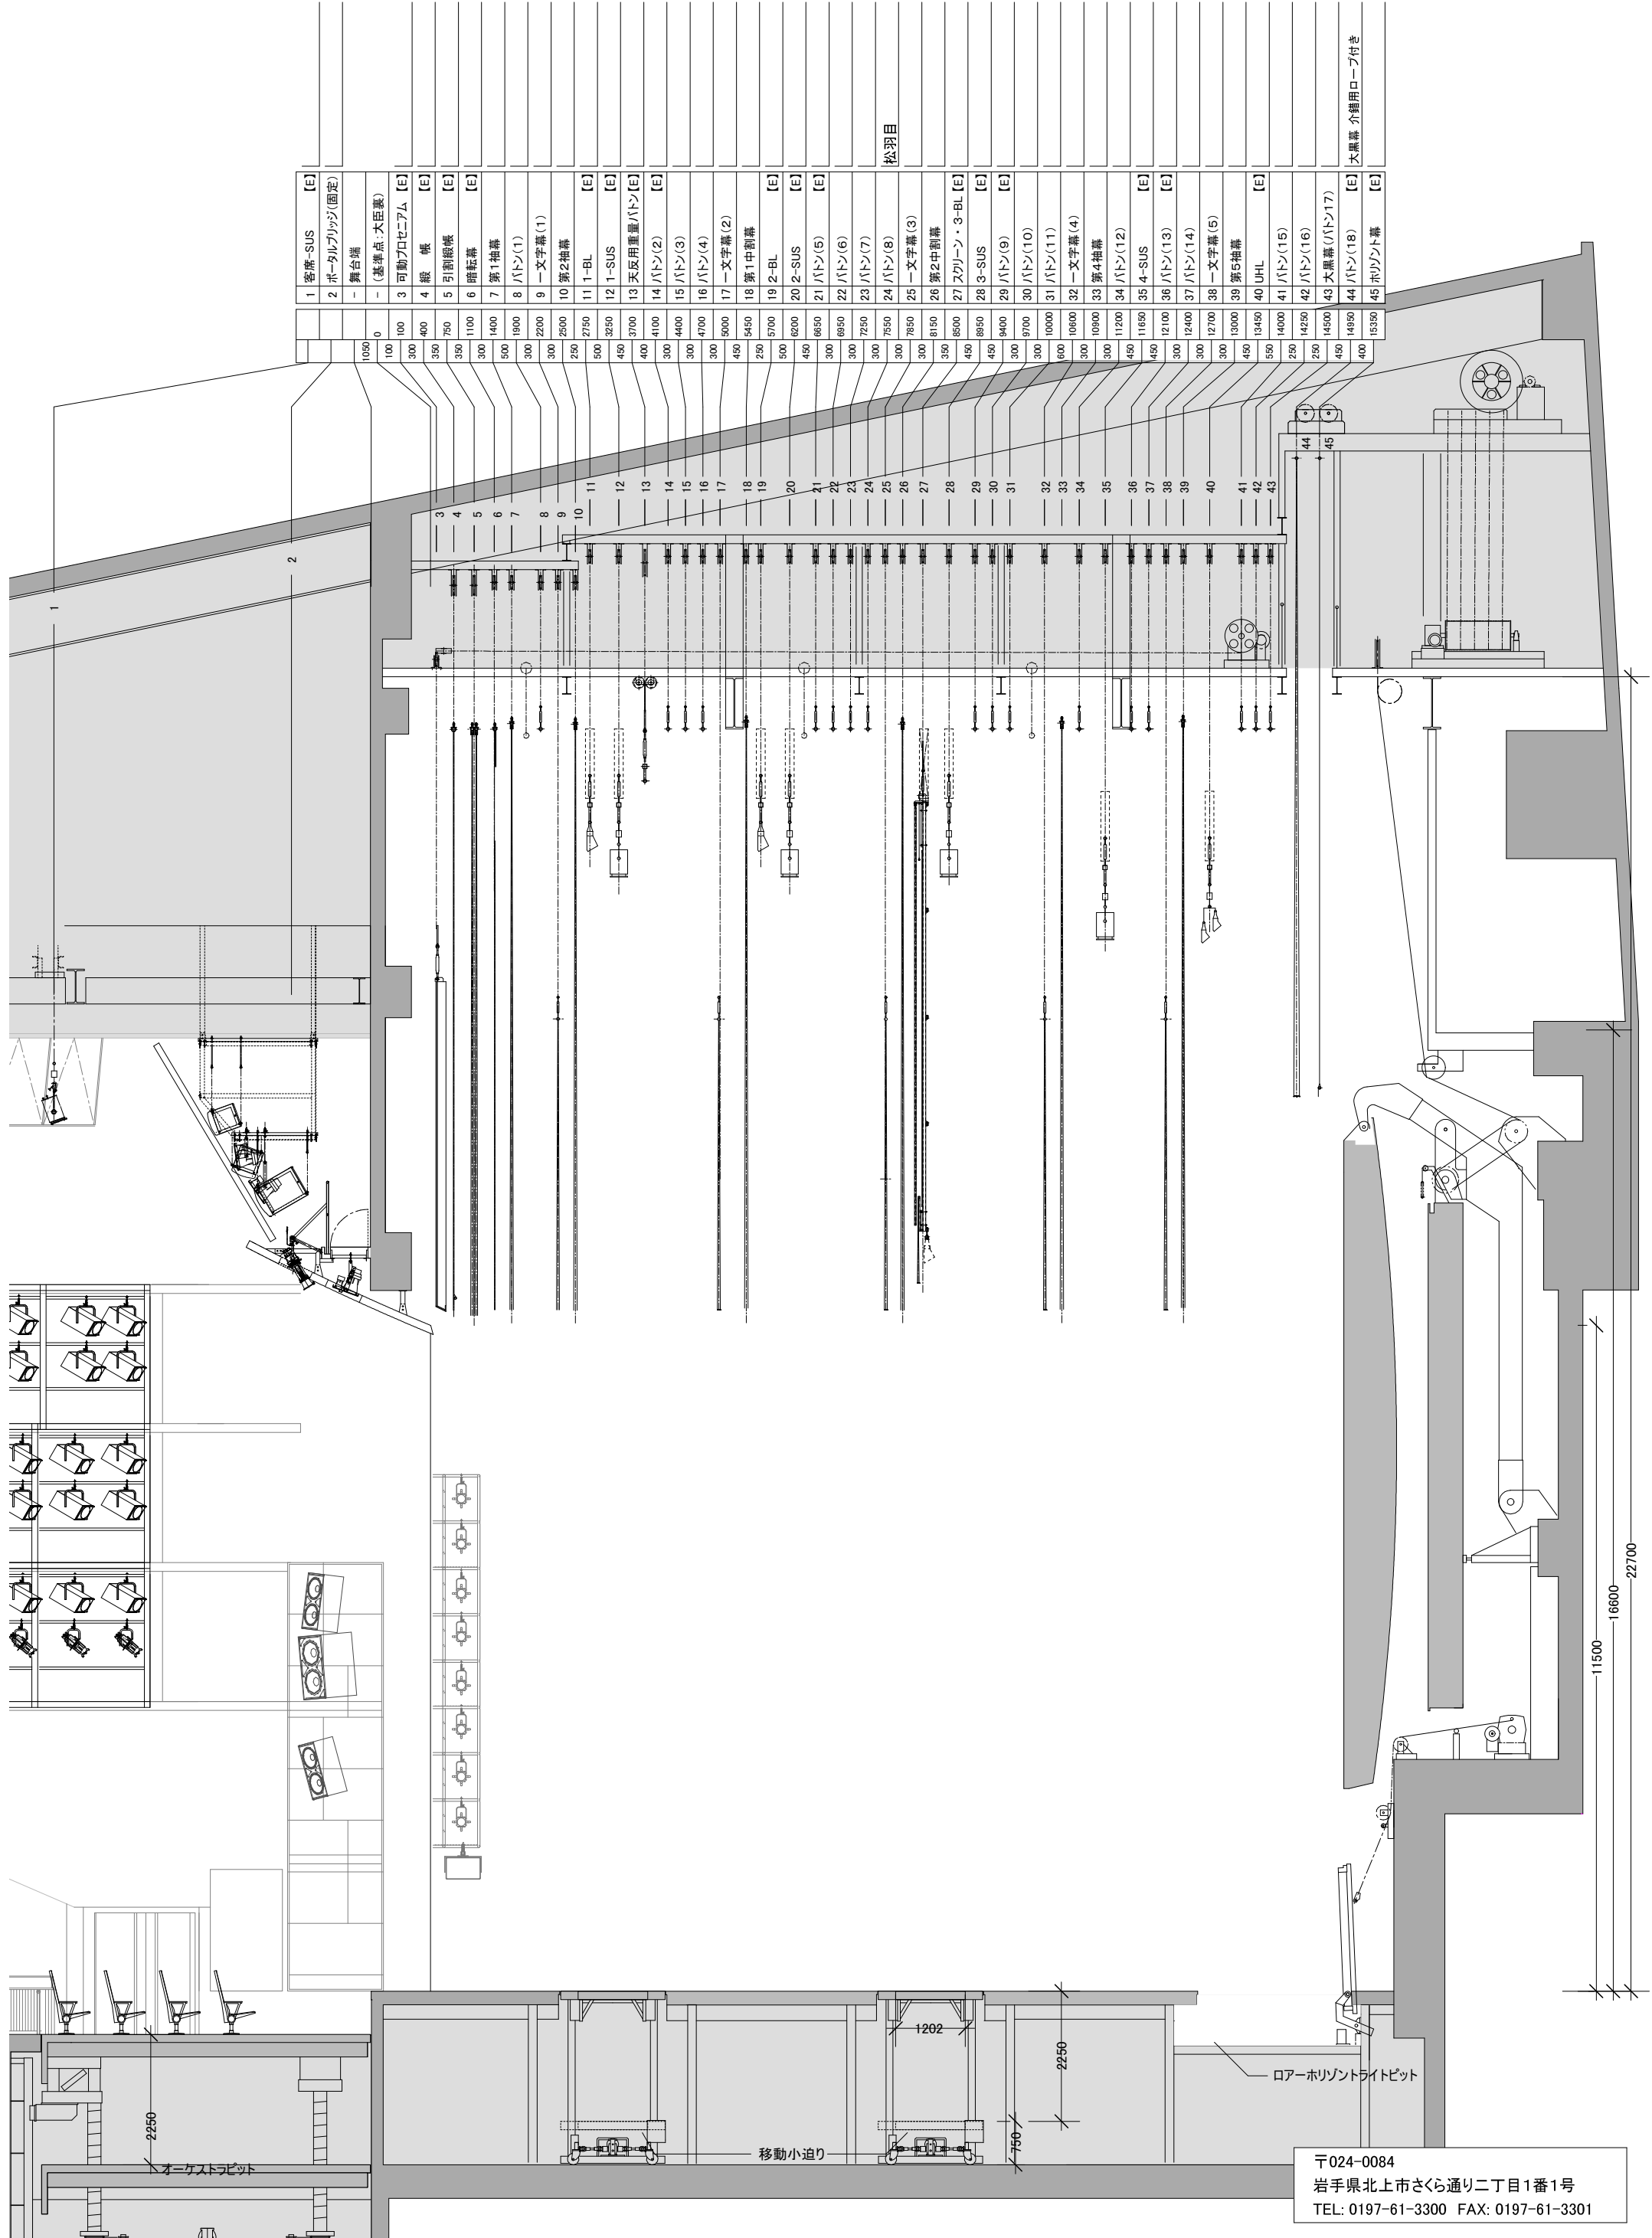 1 客席-SUS 【E】
2 ポータルブリッジ(固定)
- 舞台端
1050
- (基準点:大臣裏) 0
100
3 可動プロセニアム 【E】 100
300
4 緞 帳 【E】 400
350
5 引割緞帳 【E】 750
350
6 暗転幕 【E】 1100
300
7 第1袖幕 1400
500
8 バトン(1) 1900
300
9 一文字幕(1) 2200
300
10 第2袖幕 2500
250
11 1-BL 【E】 2750
500
12 1-SUS 【E】 3250
450
13 天反用重量バトン【E】 3700
400
14 バトン(2) 【E】 4100
300
15 バトン(3) 4400
300
16 バトン(4) 4700
300
17 一文字幕(2) 5000
450
18 第1中割幕 5450
250
19 2-BL 【E】 5700
500
20 2-SUS 【E】 6200
450
21 バトン(5) 【E】 6650
300
22 バトン(6) 6950
300
23 バトン(7) 7250
300
24 バトン(8) 7550 松羽目
300
25 一文字幕(3) 7850
300
26 第2中割幕 8150
350
27 スクリーン・3-BL 【E】 8500
450
28 3-SUS 【E】 8950
450
29 バトン(9) 【E】 9400
300
30 バトン(10) 9700
300
31 バトン(11) 10000
600
32 一文字幕(4) 10600
300
33 第4袖幕 10900
300
34 バトン(12) 11200
450
35 4-SUS 【E】 11650
450
36 バトン(13) 【E】 12100
300
37 バトン(14) 12400
300
38 一文字幕(5) 12700
300
39 第5袖幕 13000
450
40 UHL 【E】 13450
550
41 バトン(15) 14000
250
42 バトン(16) 14250
250
43 大黒幕(バトン17) 14500
450
44 バトン(18) 【E】 14950 大黒幕 介錯用ロープ付き
400
45 ホリゾント幕 【E】 15350
1
2
3
4
5
6
7
8
9
10
11
12
13
14
15
16
17
18
19
20
21
22
23
24
25
26
27
28
29
30
31
32
33
34
35
36
37
38
39
40
41
42
43
44
45
11500
16600
22700
1202
2250
750
2250
ロアーホリゾントライトピット
移動小迫り
オーケストラピット
〒024-0084
岩手県北上市さくら通り二丁目1番1号
TEL: 0197-61-3300 FAX: 0197-61-3301